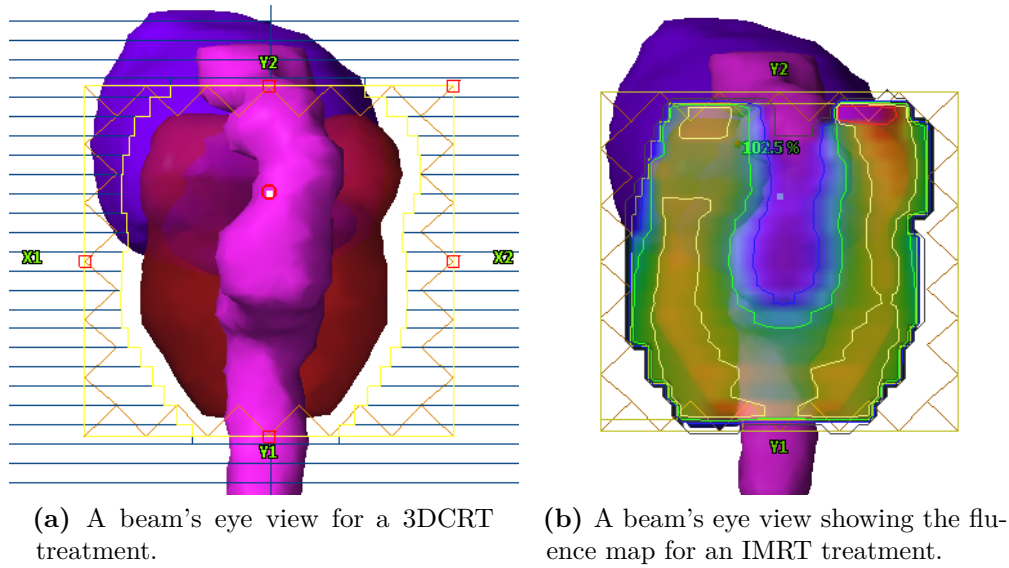 Y2
X1
X2
Y1
Y2
102.5 %
Y1
(a) A beam's eye view for a 3DCRT
treatment.
(b) A beam's eye view showing the flu-
ence map for an IMRT treatment.